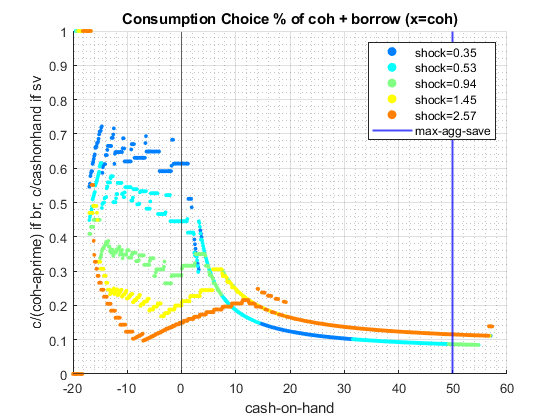 Consumption Choice % of coh + borrow (x=coh)
1
0.9
0.8
0.7
0.6
0.5
0.4
0.3
0.2
0.1
0
c/(coh-aprime) if br, c/cashonhand if sv
shock=0.35
shock=0.53
shock=0.94
shock=1.45
shock=2.57
max-agg-save
-20
-10
0
10
20
30
40
50
60
cash-on-hand